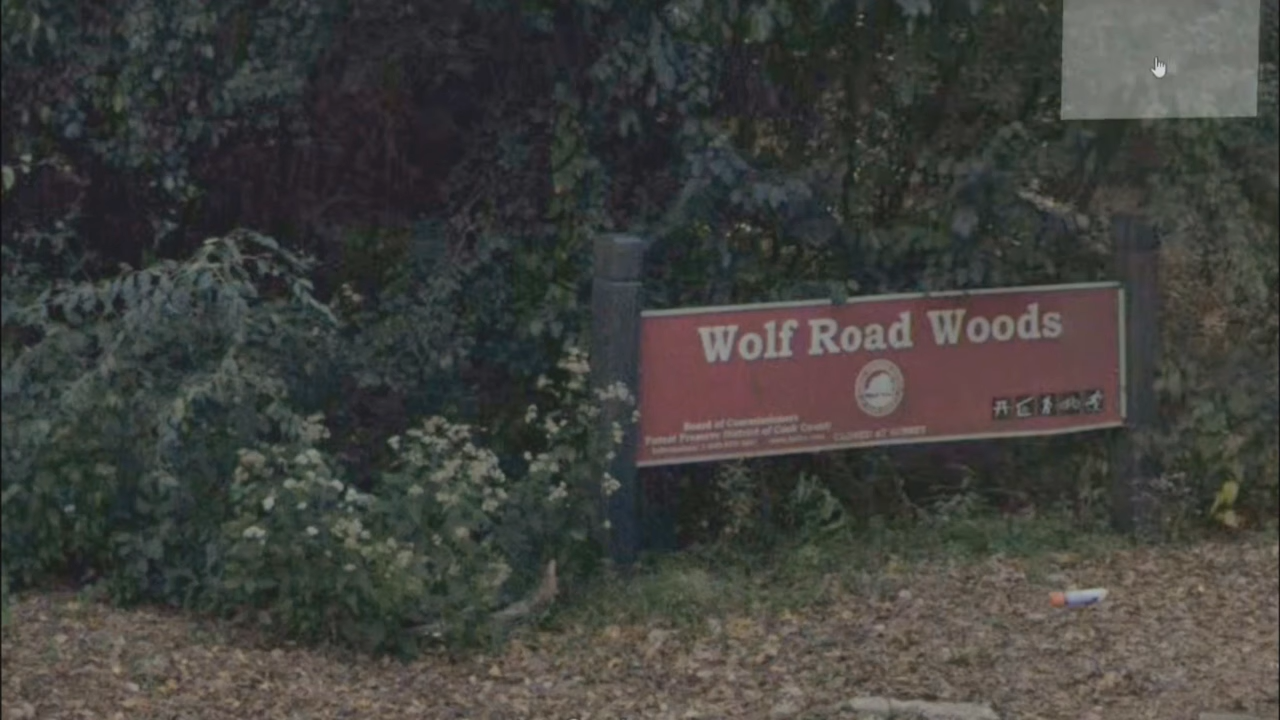 Wolf Road Woods
Board of Commissioners
Forest Preserve District of Cook County
CLOSED AT SUNSET